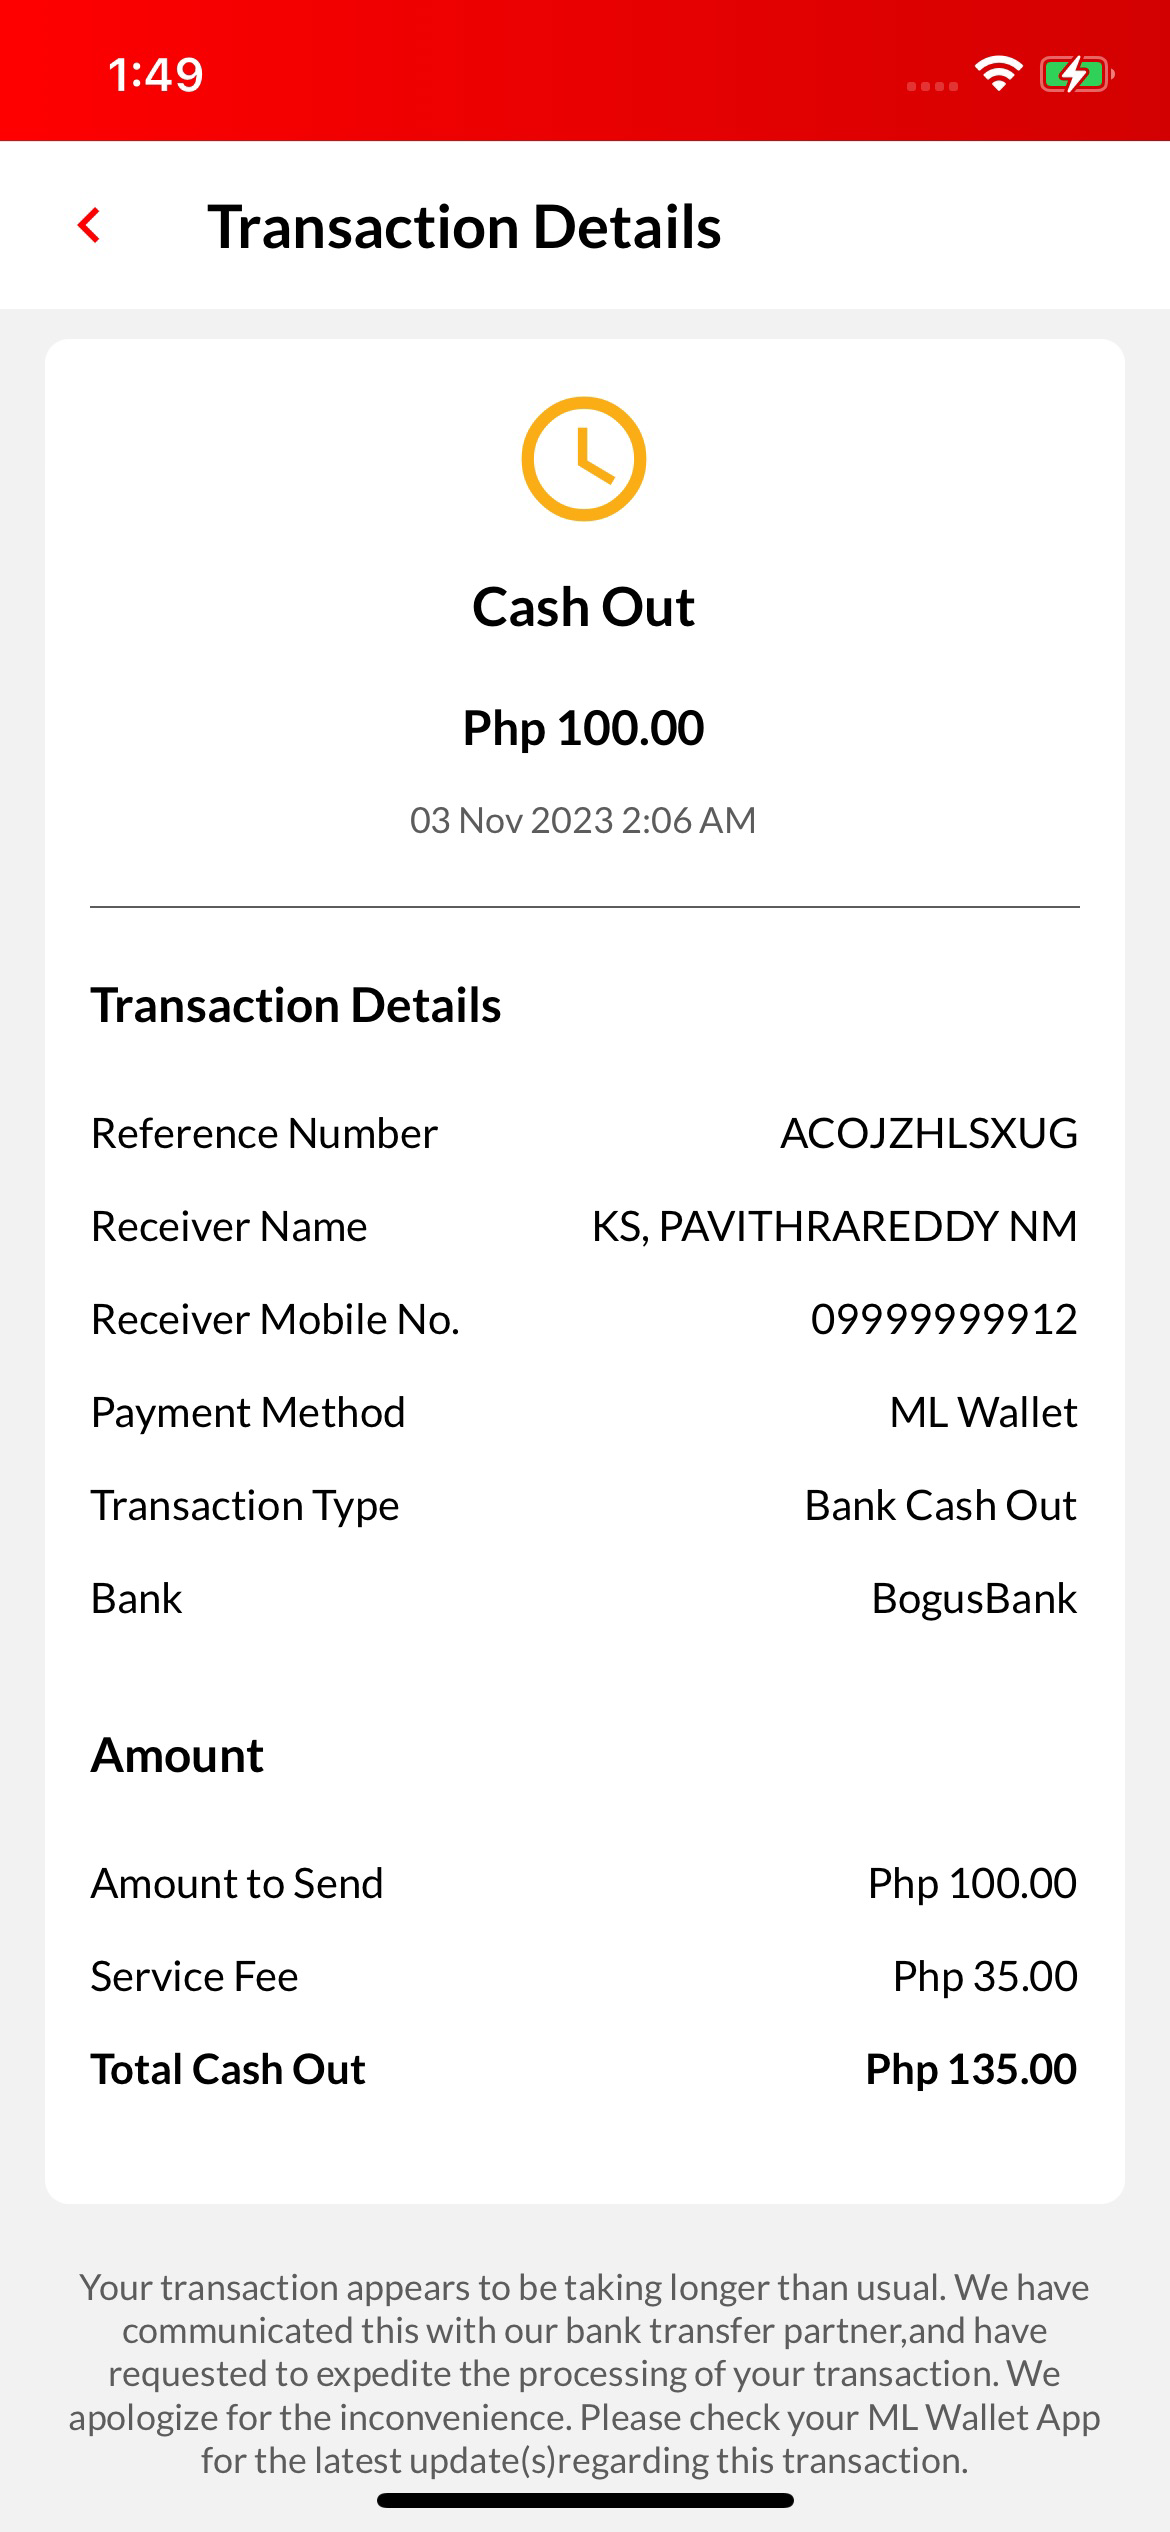 1:49
Transaction Details
Cash Out
Php 100.00
03 Nov 2023 2:06 AM
Transaction Details
Reference Number ACOJZHLSXUG
Receiver Name KS, PAVITHRAREDDY NM
Receiver Mobile No. 09999999912
Payment Method ML Wallet
Transaction Type Bank Cash Out
Bank BogusBank
Amount
Amount to Send Php 100.00
Service Fee Php 35.00
Total Cash Out Php 135.00
Your transaction appears to be taking longer than usual. We have
communicated this with our bank transfer partner,and have
requested to expedite the processing of your transaction. We
apologize for the inconvenience. Please check your ML Wallet App
for the latest update(s)regarding this transaction.